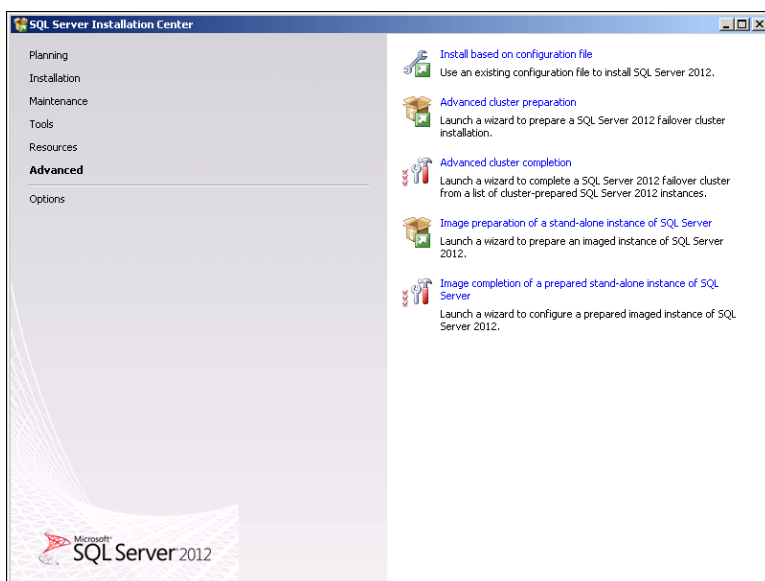 SQL Server Installation Center
Planning
Installation
Maintenance
Tools
Resources
Advanced
Options
Install based on configuration file
Use an existing configuration file to install SQL Server 2012.
Advanced cluster preparation
Launch a wizard to prepare a SQL Server 2012 failover cluster
installation.
Advanced cluster completion
Launch a wizard to complete a SQL Server 2012 failover cluster
from a list of cluster-prepared SQL Server 2012 instances.
Image preparation of a stand-alone instance of SQL Server
Launch a wizard to prepare an imaged instance of SQL Server
2012.
Image completion of a prepared stand-alone instance of SQL
Server
Launch a wizard to configure a prepared imaged instance of SQL
Server 2012.
Microsoft
SQL Server 2012